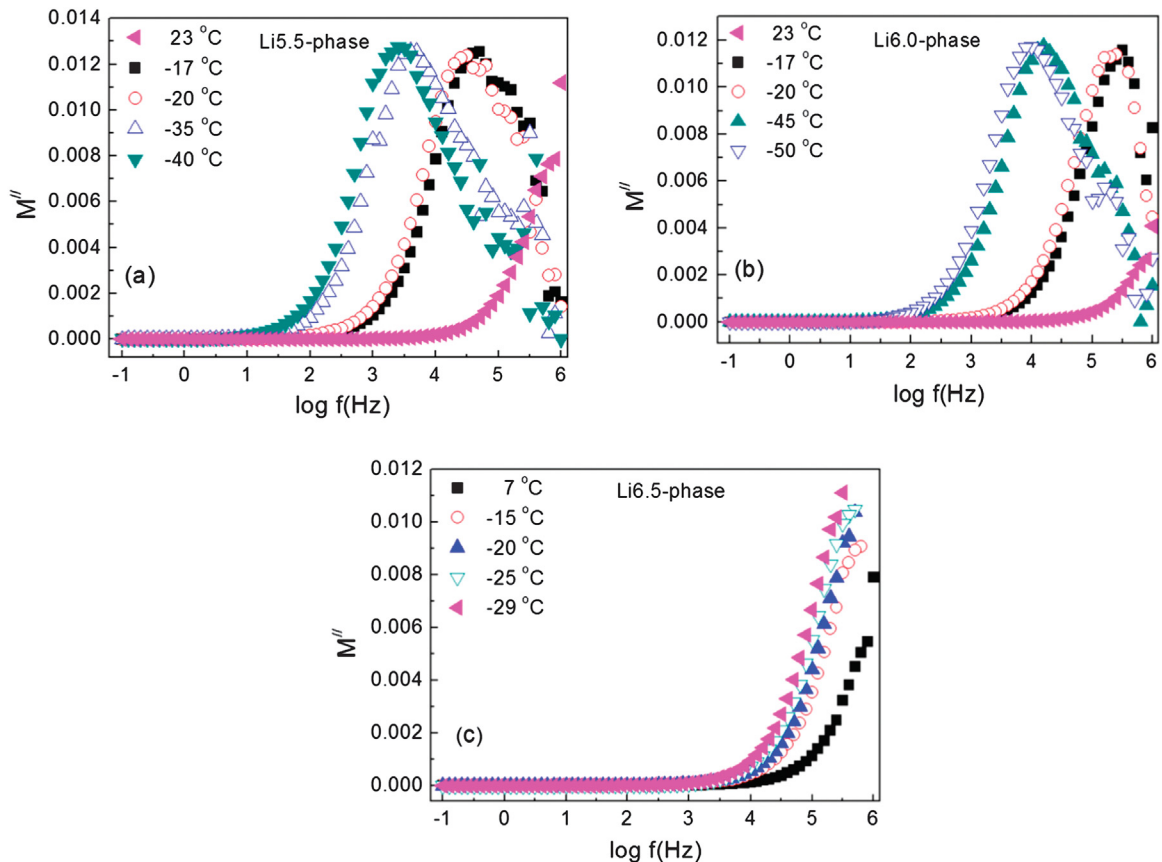 0.014
0.012
0.010
0.008
0.006
0.004
0.002
0.000
M″
23 °C
-17 °C
-20 °C
-35 °C
-40 °C
Li5.5-phase
(a)
-1 0 1 2 3 4 5 6
log f(Hz)
0.012
0.010
0.008
0.006
0.004
0.002
0.000
M″
Li6.0-phase
23 °C
-17 °C
-20 °C
-45 °C
-50 °C
(b)
-1 0 1 2 3 4 5 6
log f(Hz)
0.012
0.010
0.008
0.006
0.004
0.002
0.000
M″
7 °C
-15 °C
-20 °C
-25 °C
-29 °C
Li6.5-phase
(c)
-1 0 1 2 3 4 5 6
log f(Hz)